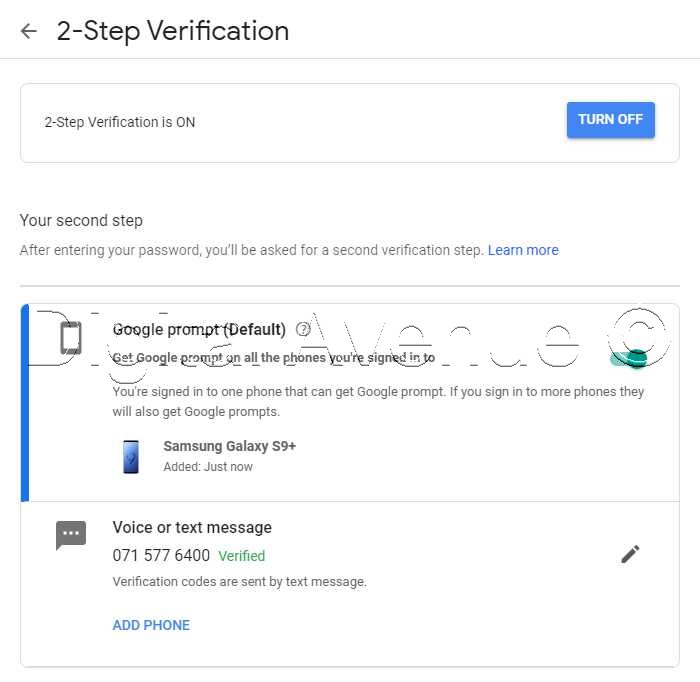 2-Step Verification
2-Step Verification is ON
TURN OFF
Your second step
After entering your password, you'll be asked for a second verification step. Learn more
Google prompt (Default)
Digital Avenue ©
Get Google prompt on all the phones you're signed in to
You're signed in to one phone that can get Google prompt. If you sign in to more phones they
will also get Google prompts.
Samsung Galaxy S9+
Added: Just now
Voice or text message
071 577 6400 Verified
Verification codes are sent by text message.
ADD PHONE